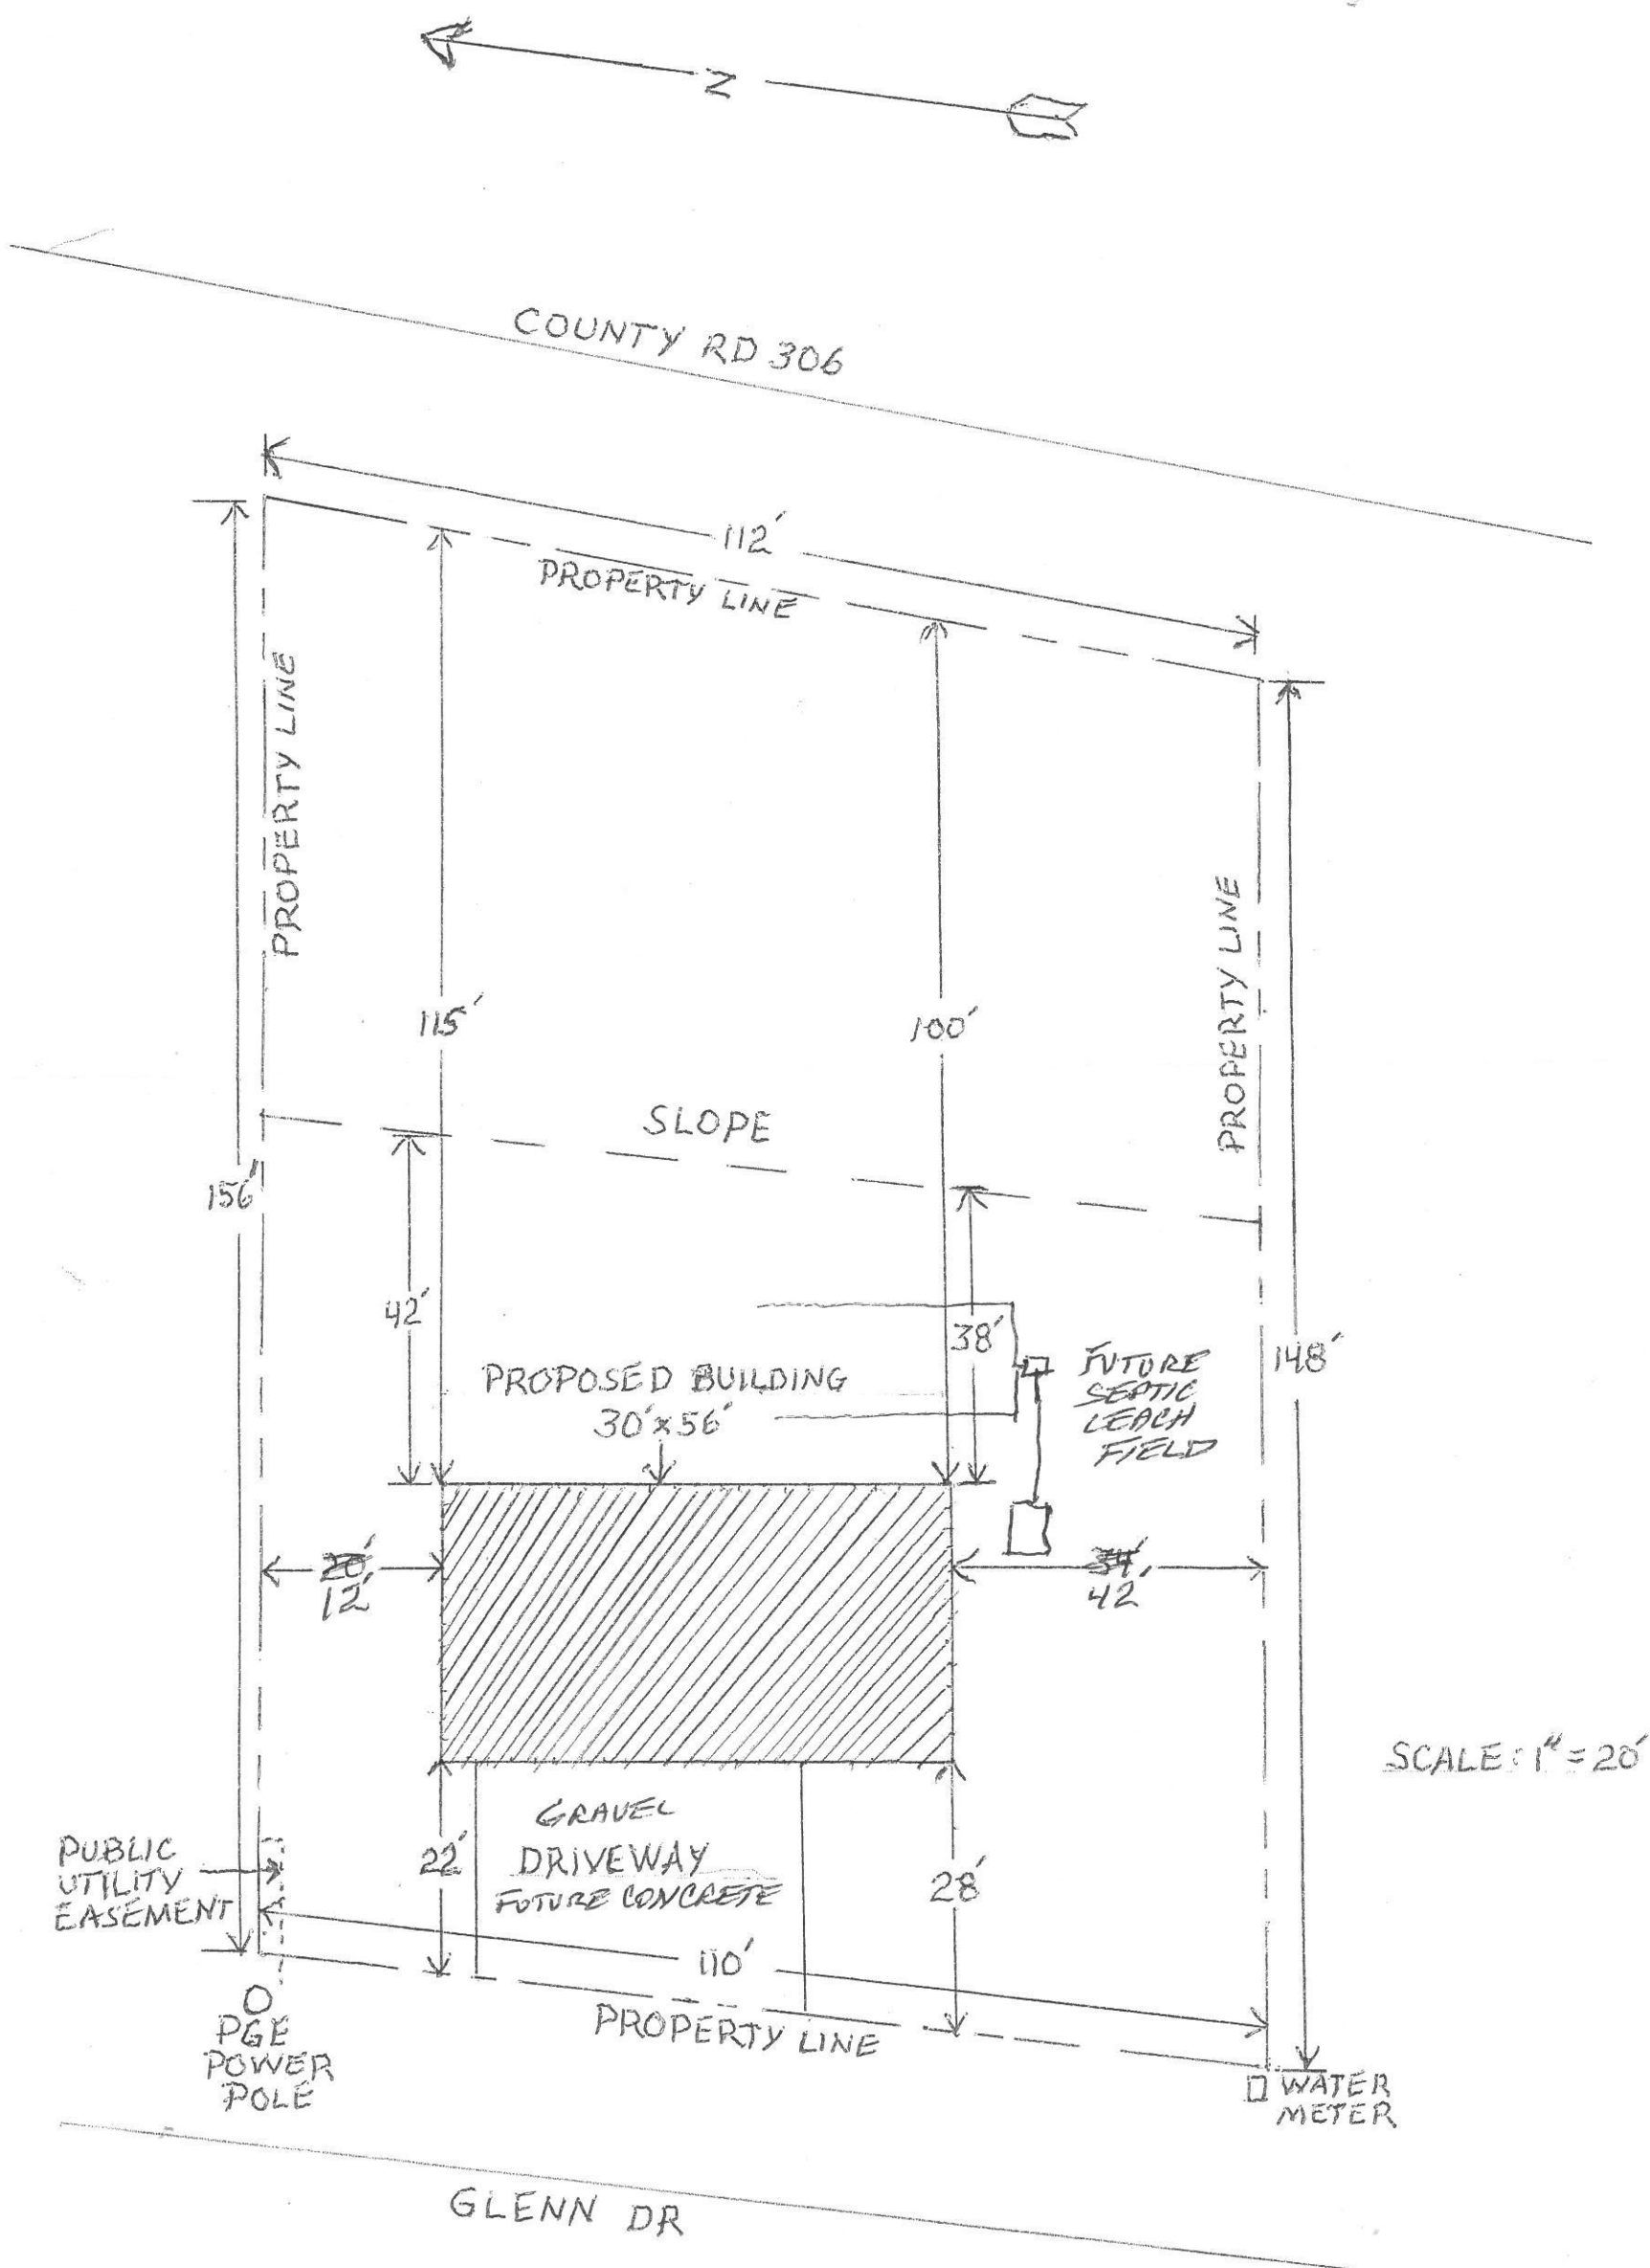 N
COUNTY RD 306
112'
PROPERTY LINE
PROPERTY LINE
PROPERTY LINE
115'
100'
SLOPE
156'
42'
38'
148'
PROPOSED BUILDING
30'x56'
FUTURE
SEPTIC
LEACH
FIELD
20'
12'
34'
42'
SCALE: 1" = 20'
GRAVEL
DRIVEWAY
FUTURE CONCRETE
22'
28'
PUBLIC
UTILITY
EASEMENT
110'
PROPERTY LINE
PGE
POWER
POLE
WATER
METER
GLENN DR